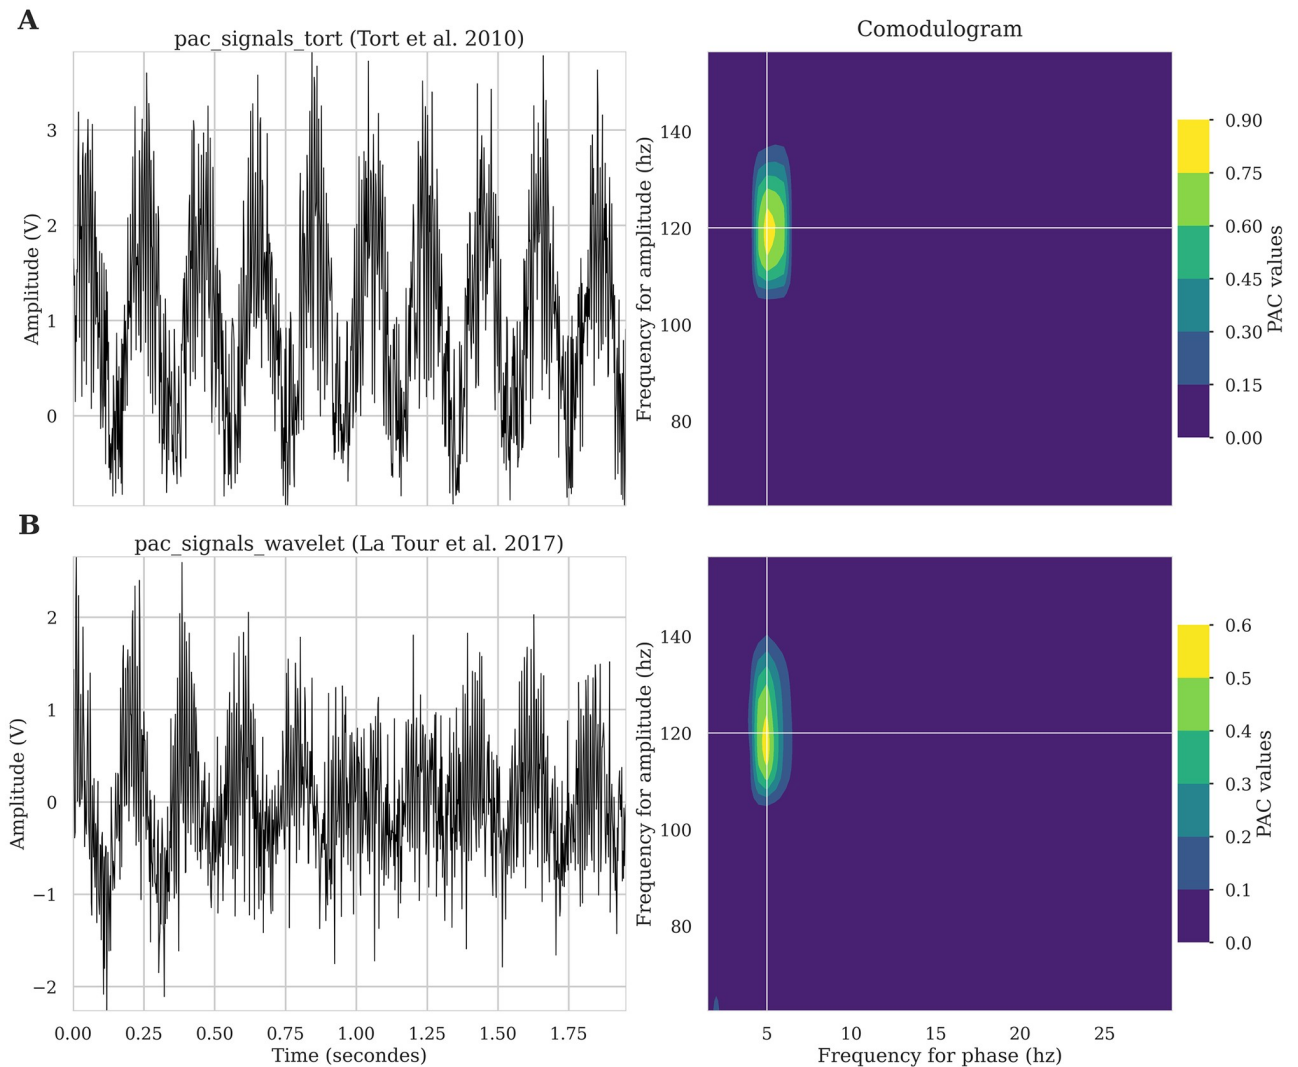 A
pac_signals_tort (Tort et al. 2010)
Comodulogram
3
2
1
0
Amplitude (V)
140
120
100
80
Frequency for amplitude (hz)
0.90
0.75
0.60
0.45
0.30
0.15
0.00
PAC values
B
pac_signals_wavelet (La Tour et al. 2017)
2
1
0
−1
−2
Amplitude (V)
0.00 0.25 0.50 0.75 1.00 1.25 1.50 1.75
Time (secondes)
140
120
100
80
Frequency for amplitude (hz)
5 10 15 20 25
Frequency for phase (hz)
0.6
0.5
0.4
0.3
0.2
0.1
0.0
PAC values